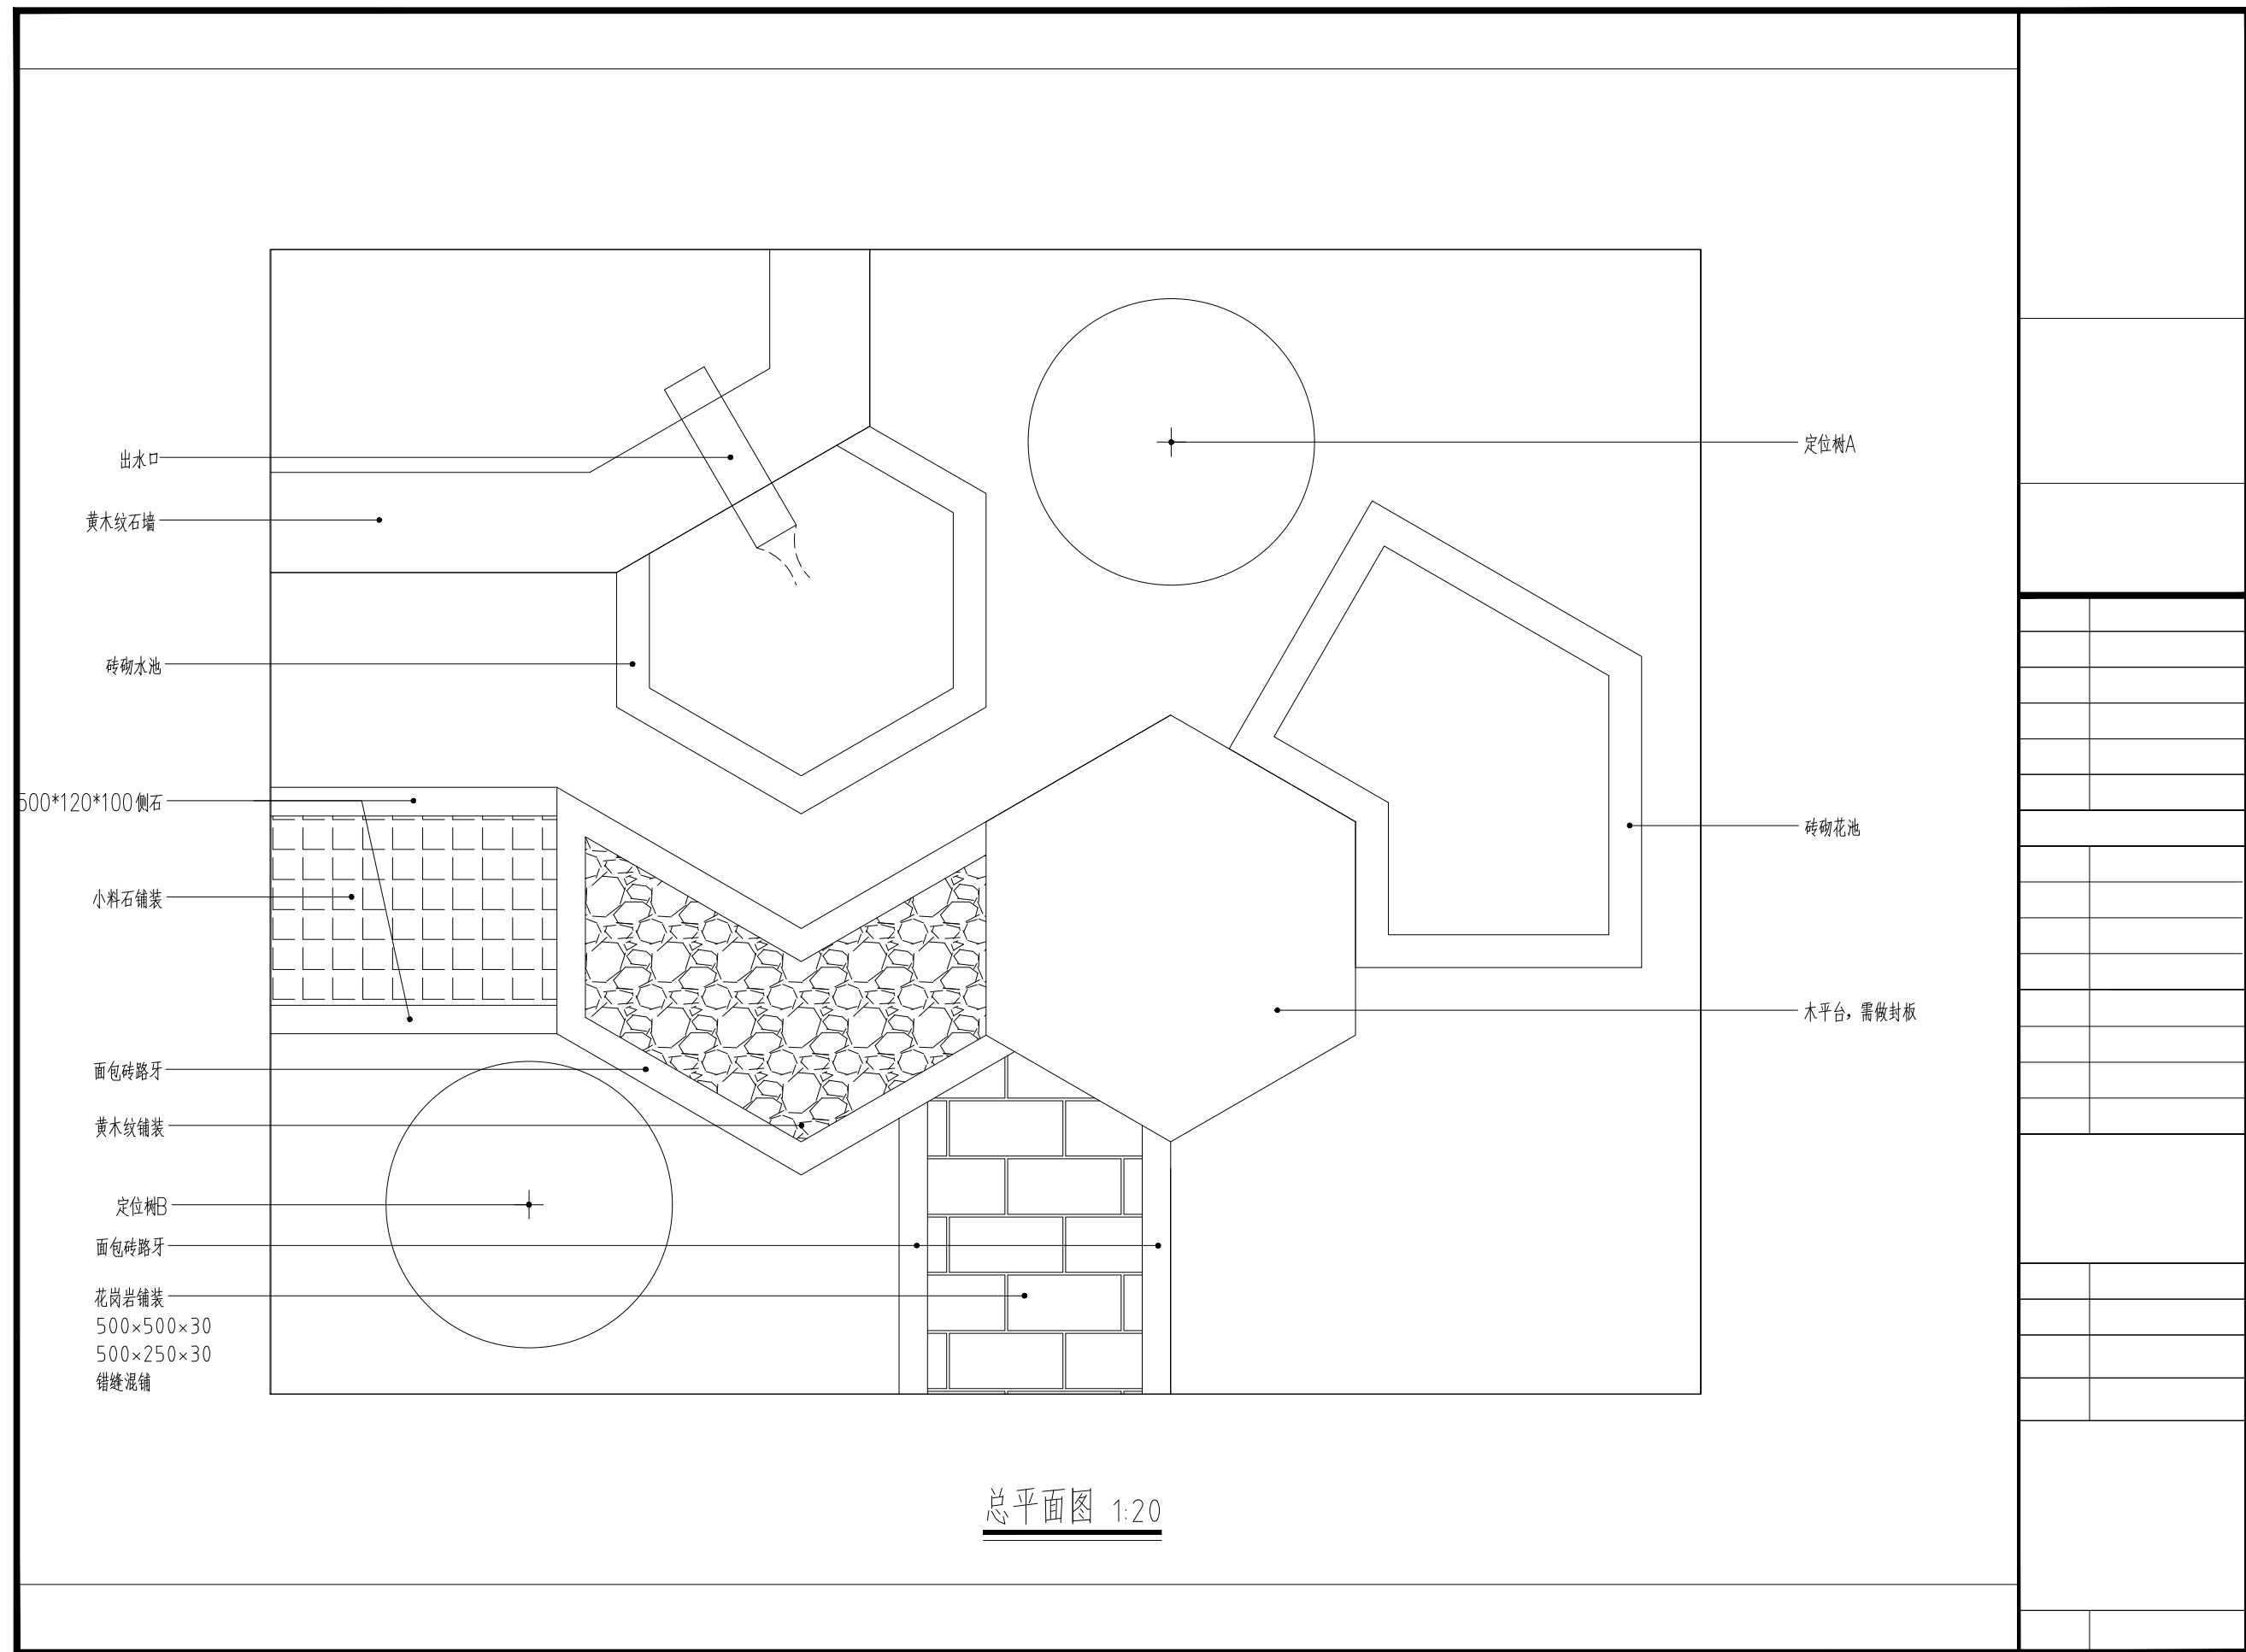 出水口
定位树A
黄木纹石墙
砖砌水池
500*120*100侧石
砖砌花池
小料石铺装
木平台，需做封板
面包砖路牙
黄木纹铺装
定位树B
面包砖路牙
花岗岩铺装
500×500×30
500×250×30
错缝混铺
总平面图 1:20